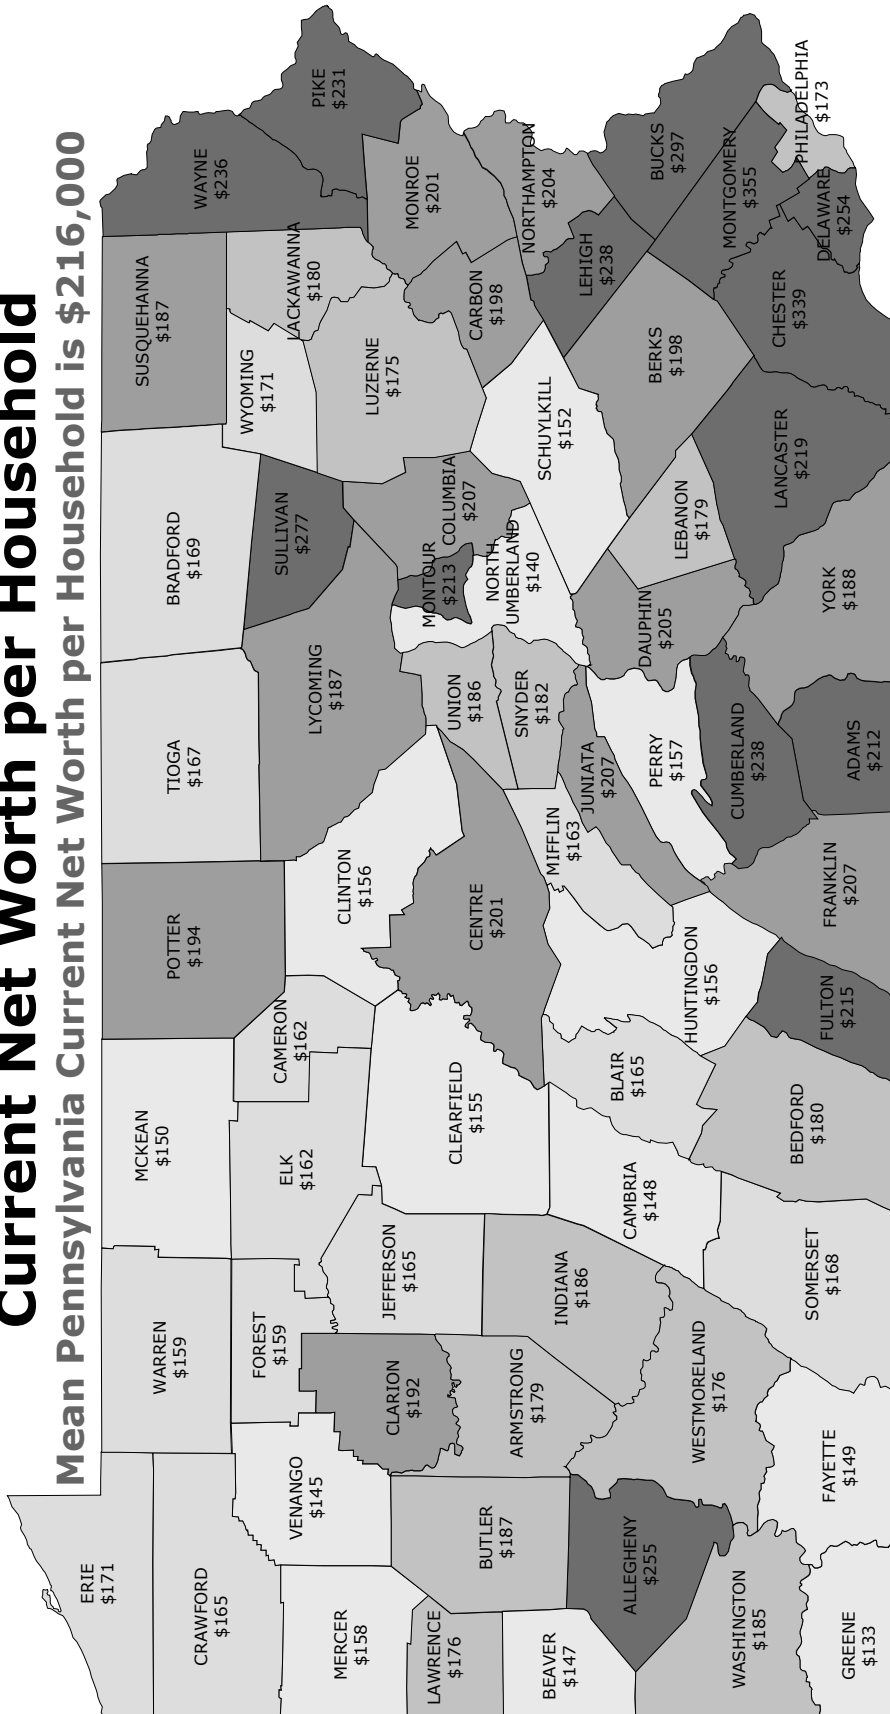 Current Net Worth per Household
Mean Pennsylvania Current Net Worth per Household is $216,000
ERIE
$171
CRAWFORD
$165
WARREN
$159
MCKEAN
$150
POTTER
$194
TIOGA
$167
BRADFORD
$169
SUSQUEHANNA
$187
WAYNE
$236
PIKE
$231
MERCER
$158
VENANGO
$145
FOREST
$159
ELK
$162
CAMERON
$162
CLINTON
$156
LYCOMING
$187
SULLIVAN
$277
WYOMING
$171
LACKAWANNA
$180
LAWRENCE
$176
BUTLER
$187
CLARION
$192
JEFFERSON
$165
CLEARFIELD
$155
CENTRE
$201
UNION
$186
MONTOUR
$213
COLUMBIA
$207
LUZERNE
$175
MONROE
$201
CARBON
$198
BEAVER
$147
ARMSTRONG
$179
INDIANA
$186
MIFFLIN
$163
SNYDER
$182
NORTH
UMBERLAND
$140
SCHUYLKILL
$152
NORTHAMPTON
$204
LEHIGH
$238
ALLEGHENY
$255
WESTMORELAND
$176
CAMBRIA
$148
BLAIR
$165
HUNTINGDON
$156
JUNIATA
$207
PERRY
$157
DAUPHIN
$205
LEBANON
$179
BERKS
$198
BUCKS
$297
MONTGOMERY
$355
PHILADELPHIA
$173
WASHINGTON
$185
GREENE
$133
FAYETTE
$149
SOMERSET
$168
BEDFORD
$180
FULTON
$215
FRANKLIN
$207
CUMBERLAND
$238
ADAMS
$212
YORK
$188
LANCASTER
$219
CHESTER
$339
DELAWARE
$254